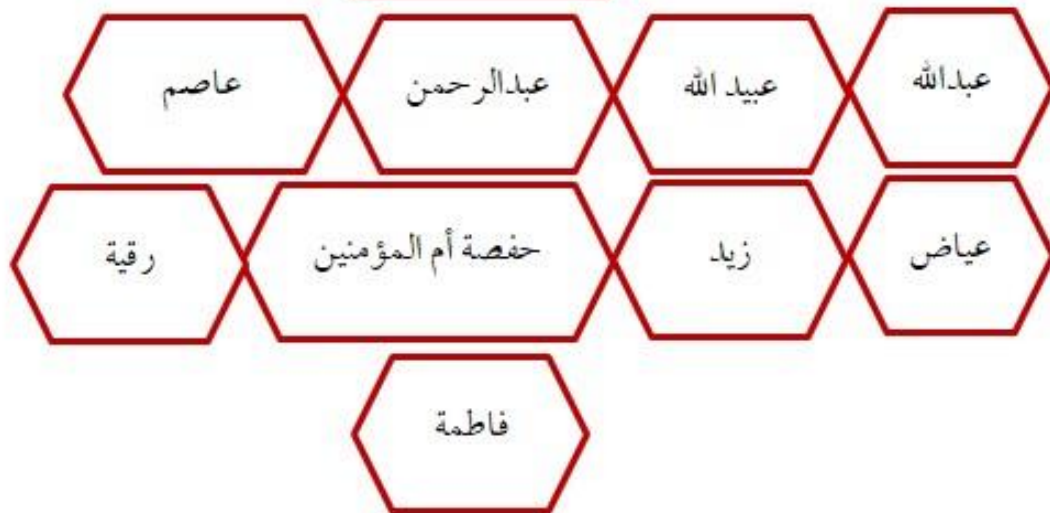 عبدالله عبيد الله عبدالرحمن عاصم
عياض زيد حفصة أم المؤمنين رقية
فاطمة